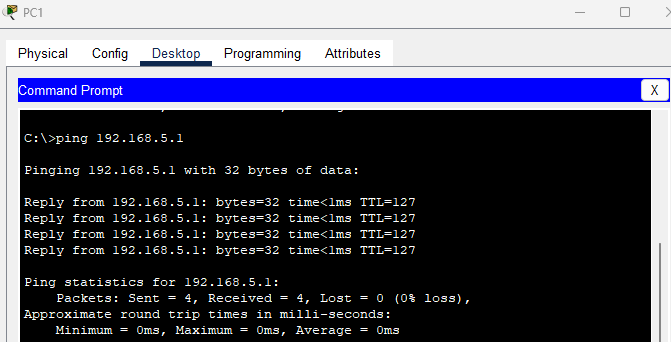 PC1
Physical Config Desktop Programming Attributes
Command Prompt X
C:\>ping 192.168.5.1
Pinging 192.168.5.1 with 32 bytes of data:
Reply from 192.168.5.1: bytes=32 time<1ms TTL=127
Reply from 192.168.5.1: bytes=32 time<1ms TTL=127
Reply from 192.168.5.1: bytes=32 time<1ms TTL=127
Reply from 192.168.5.1: bytes=32 time<1ms TTL=127
Ping statistics for 192.168.5.1:
Packets: Sent = 4, Received = 4, Lost = 0 (0% loss),
Approximate round trip times in milli-seconds:
Minimum = 0ms, Maximum = 0ms, Average = 0ms